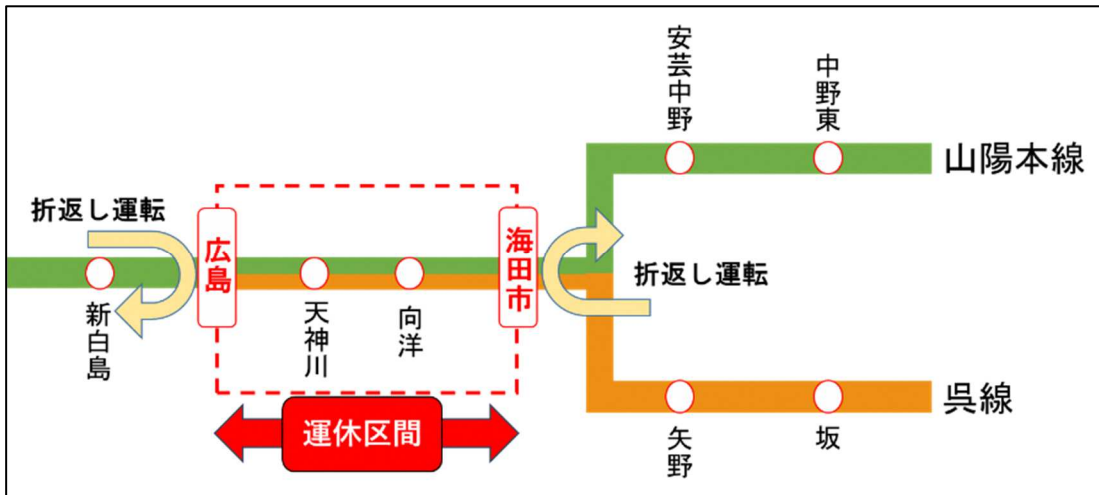 安芸中野
中野東
山陽本線
折返し運転
広島
海田市
折返し運転
新白島
天神川
向洋
呉線
運休区間
矢野
坂